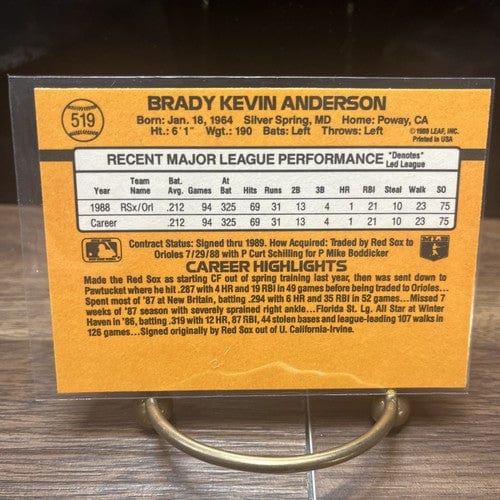 519
BRADY KEVIN ANDERSON
Born: Jan. 18, 1964 Silver Spring, MD Home: Poway, CA
Ht.: 6'1" Wgt.: 190 Bats: Left Throws: Left
©1988 LEAF, INC.
Printed in USA
RECENT MAJOR LEAGUE PERFORMANCE *Denotes* Led League
Year Team Name Bat. Avg. Games At Bat Hits Runs 2B 3B HR RBI Steal Walk SO
1988 RSx/Orl .212 94 325 69 31 13 4 1 21 10 23 75
Career .212 94 325 69 31 13 4 1 21 10 23 75
Contract Status: Signed thru 1989. How Acquired: Traded by Red Sox to
Orioles 7/29/88 with P Curt Schilling for P Mike Boddicker
CAREER HIGHLIGHTS
Made the Red Sox as starting CF out of spring training last year, then was sent down to
Pawtucket where he hit .287 with 4 HR and 19 RBI in 49 games before being traded to Orioles...
Spent most of '87 at New Britain, batting .294 with 6 HR and 35 RBI in 52 games...Missed 7
weeks of '87 season with severely sprained right ankle...Florida St. Lg. All Star at Winter
Haven in '86, batting .319 with 12 HR, 87 RBI, 44 stolen bases and league-leading 107 walks in
126 games...Signed originally by Red Sox out of U. California-Irvine.